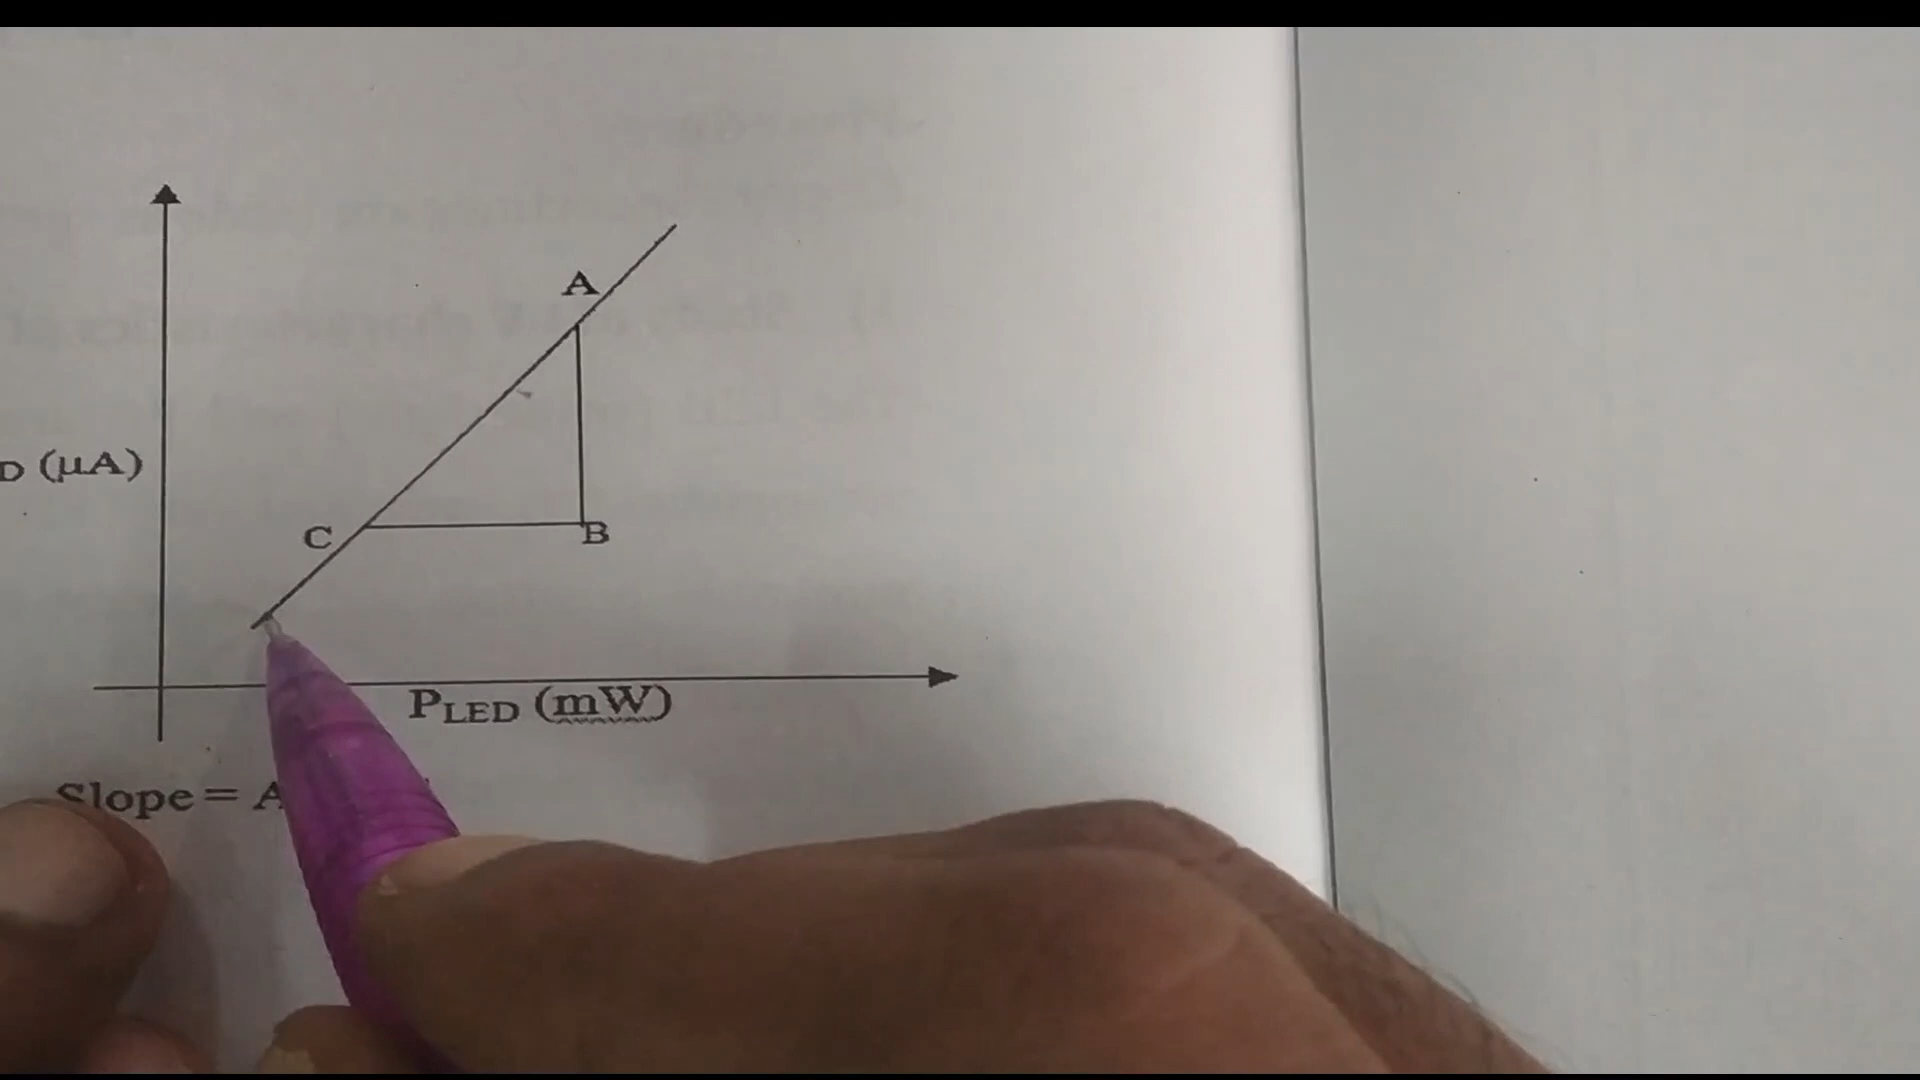 A
D (μA)
C
B
PLED (mW)
Slope = A